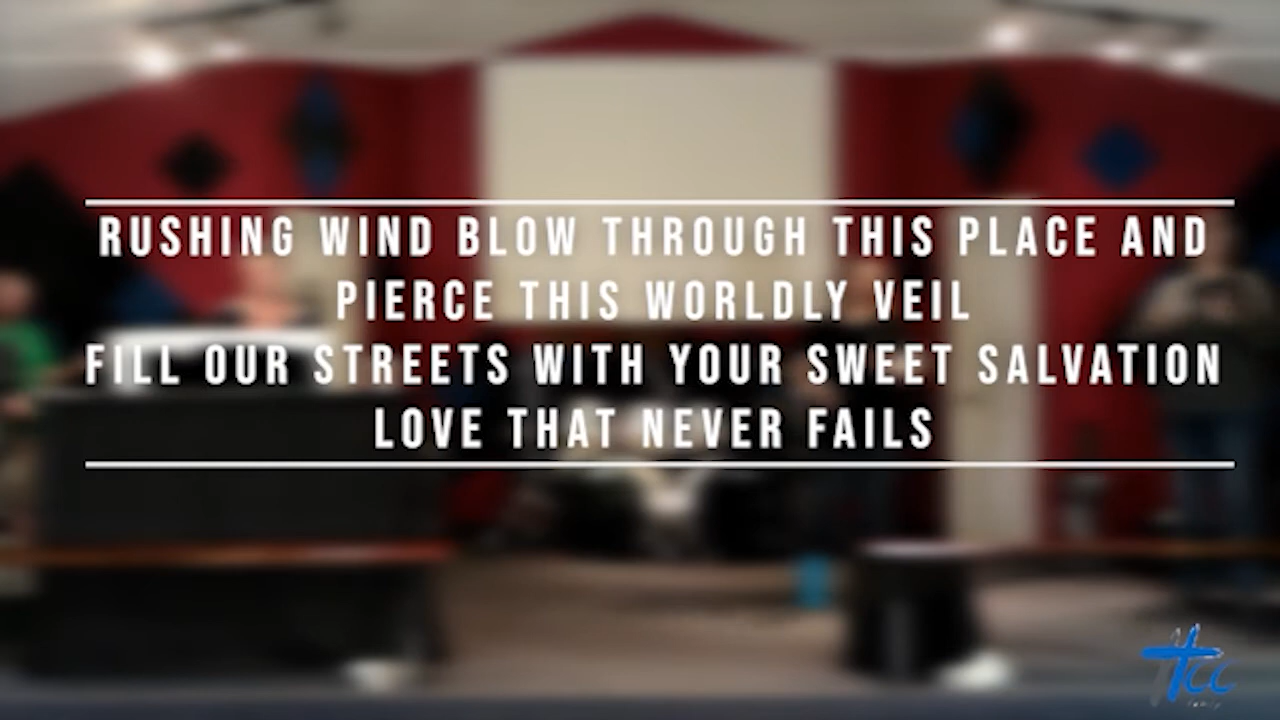 RUSHING WIND BLOW THROUGH THIS PLACE AND
PIERCE THIS WORLDLY VEIL
FILL OUR STREETS WITH YOUR SWEET SALVATION
LOVE THAT NEVER FAILS
tcc